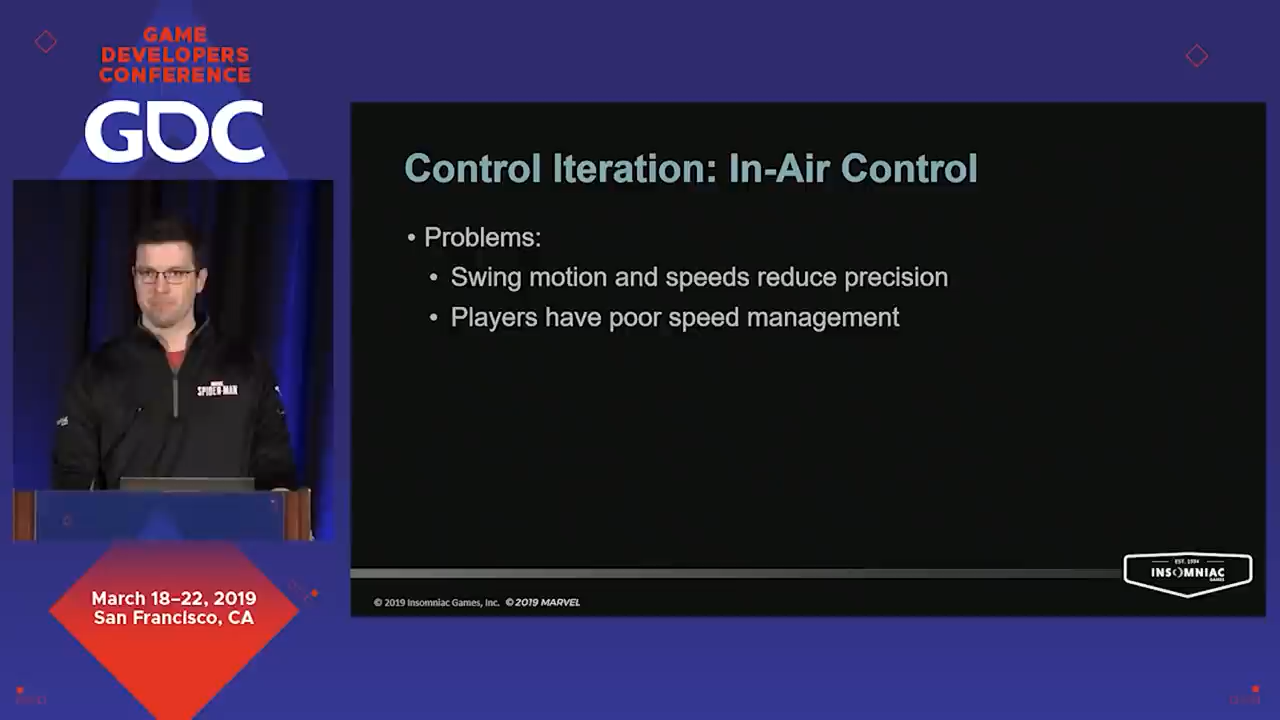 GAME
DEVELOPERS
CONFERENCE
GDC
MARVEL
SPIDER-MAN
March 18–22, 2019
San Francisco, CA
Control Iteration: In-Air Control
• Problems:
• Swing motion and speeds reduce precision
• Players have poor speed management
EST. 1994
INSOMNIAC
GAMES
© 2019 Insomniac Games, Inc. © 2019 MARVEL